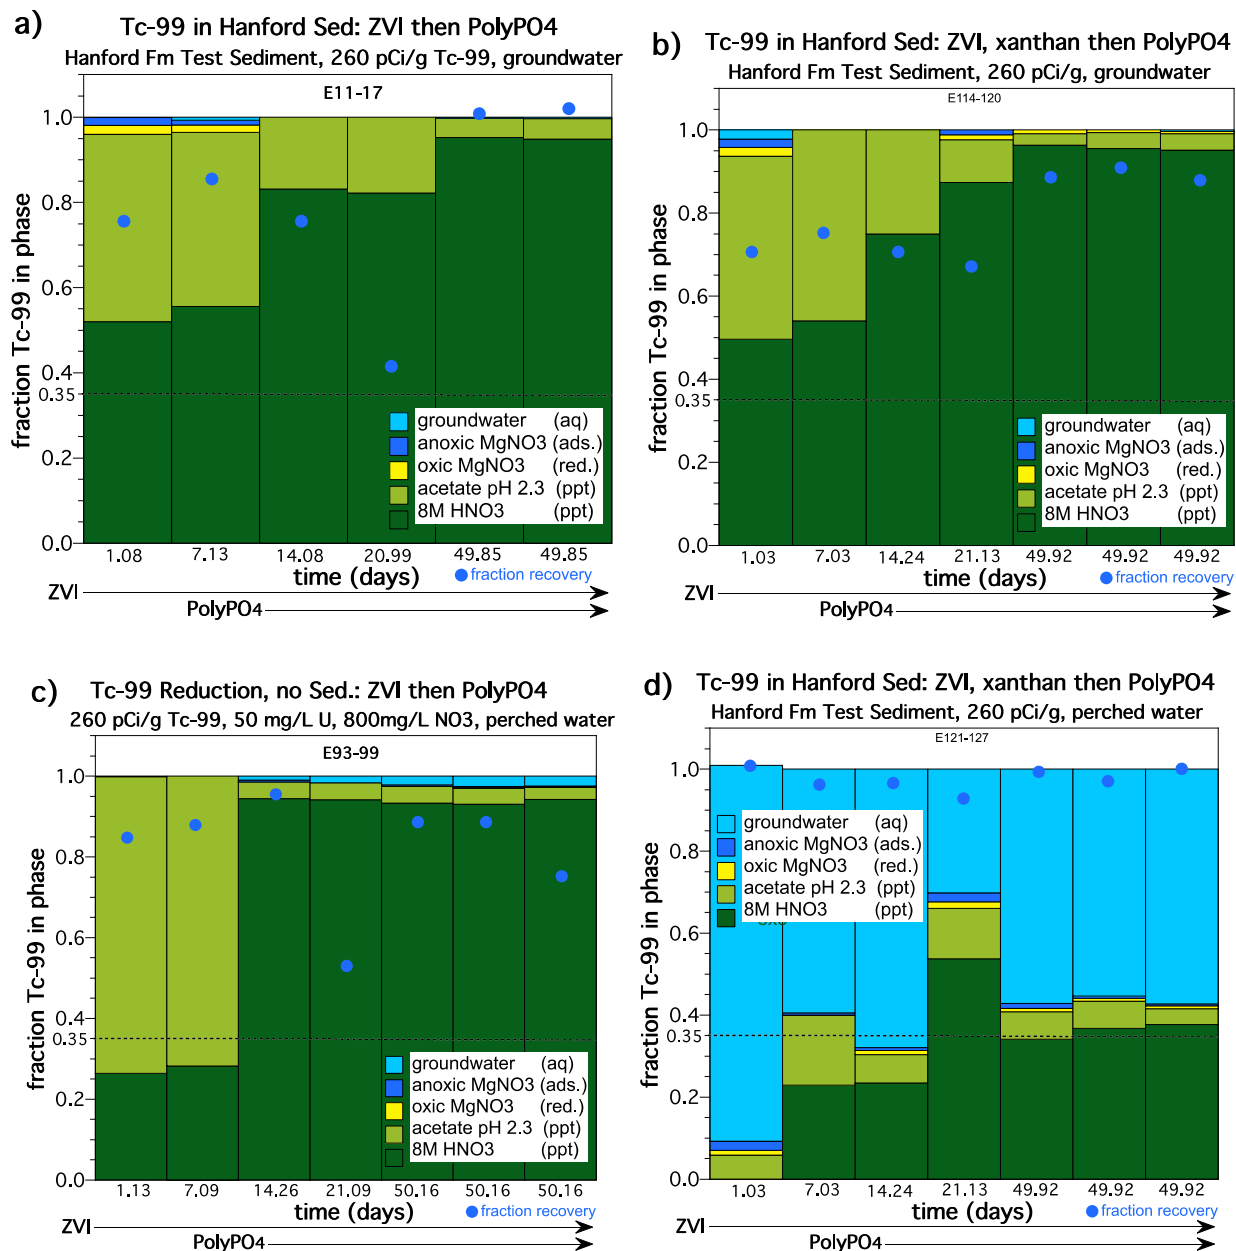 a)
Tc-99 in Hanford Sed: ZVI then PolyPO4
Hanford Fm Test Sediment, 260 pCi/g Tc-99, groundwater
E11-17
fraction Tc-99 in phase
1.0
0.8
0.6
0.4
0.35
0.2
0.0
groundwater (aq)
anoxic MgNO3 (ads.)
oxic MgNO3 (red.)
acetate pH 2.3 (ppt)
8M HNO3 (ppt)
1.08 7.13 14.08 20.99 49.85 49.85
time (days)
fraction recovery
ZVI
PolyPO4
b)
Tc-99 in Hanford Sed: ZVI, xanthan then PolyPO4
Hanford Fm Test Sediment, 260 pCi/g, groundwater
E114-120
fraction Tc-99 in phase
1.0
0.8
0.6
0.4
0.35
0.2
0.0
groundwater (aq)
anoxic MgNO3 (ads.)
oxic MgNO3 (red.)
acetate pH 2.3 (ppt)
8M HNO3 (ppt)
1.03 7.03 14.24 21.13 49.92 49.92 49.92
time (days)
fraction recovery
ZVI
PolyPO4
c)
Tc-99 Reduction, no Sed.: ZVI then PolyPO4
260 pCi/g Tc-99, 50 mg/L U, 800mg/L NO3, perched water
E93-99
fraction Tc-99 in phase
1.0
0.8
0.6
0.4
0.35
0.2
0.0
groundwater (aq)
anoxic MgNO3 (ads.)
oxic MgNO3 (red.)
acetate pH 2.3 (ppt)
8M HNO3 (ppt)
1.13 7.09 14.26 21.09 50.16 50.16 50.16
time (days)
fraction recovery
ZVI
PolyPO4
d)
Tc-99 in Hanford Sed: ZVI, xanthan then PolyPO4
Hanford Fm Test Sediment, 260 pCi/g, perched water
E121-127
fraction Tc-99 in phase
1.0
0.8
0.6
0.4
0.35
0.2
0.0
groundwater (aq)
anoxic MgNO3 (ads.)
oxic MgNO3 (red.)
acetate pH 2.3 (ppt)
8M HNO3 (ppt)
1.03 7.03 14.24 21.13 49.92 49.92 49.92
time (days)
fraction recovery
ZVI
PolyPO4